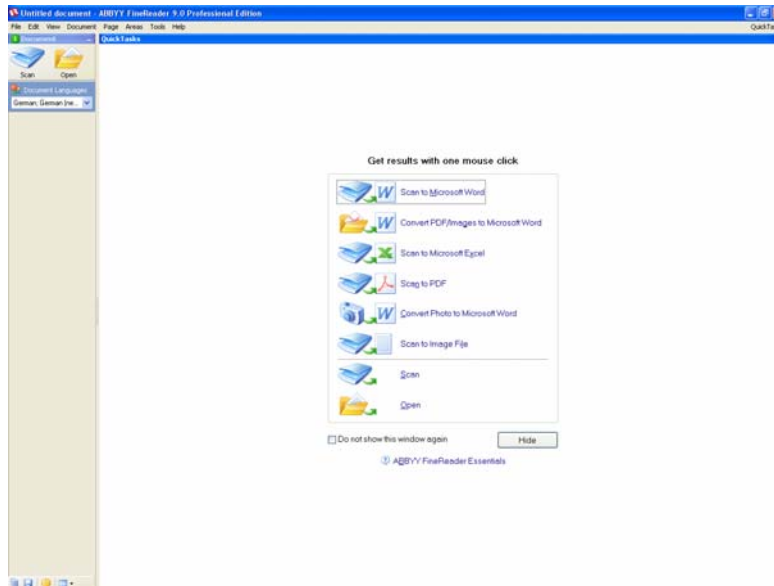 Untitled document - ABBYY FineReader 9.0 Professional Edition
File Edit View Document Page Areas Tools Help
Document
QuickTasks
Scan Open
Document Languages
German; German (ne...
Get results with one mouse click
Scan to Microsoft Word
Convert PDF/Images to Microsoft Word
Scan to Microsoft Excel
Scan to PDF
Convert Photo to Microsoft Word
Scan to Image File
Scan
Open
Do not show this window again
Hide
ABBYY FineReader Essentials